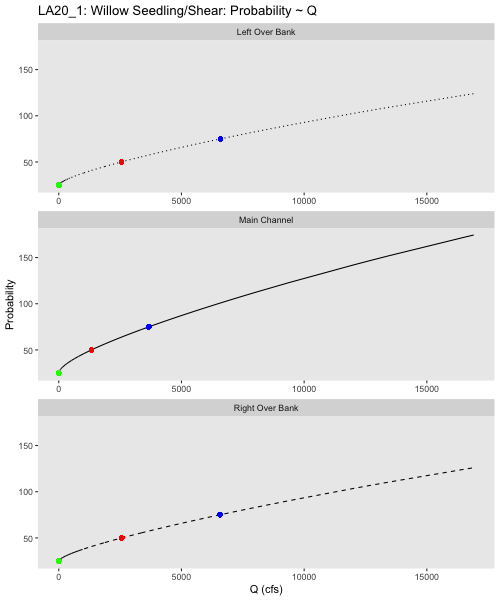 LA20_1: Willow Seedling/Shear: Probability ~ Q
Left Over Bank
150
100
50
0 5000 10000 15000
Main Channel
150
100
50
0 5000 10000 15000
Right Over Bank
150
100
50
0 5000 10000 15000
Probability
Q (cfs)